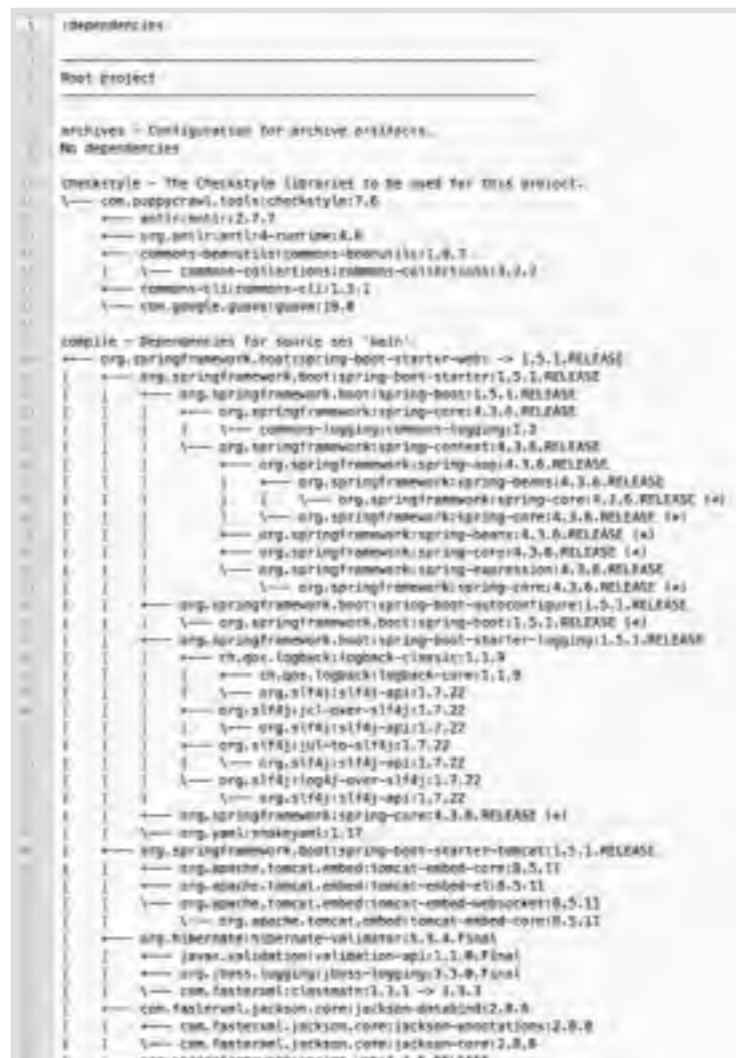 :dependencies
Root project
archives - Configuration for archive artifacts.
No dependencies
checkstyle - The Checkstyle libraries to be used for this project.
\--- com.puppycrawl.tools:checkstyle:7.6
+--- antlr:antlr:2.7.7
+--- org.antlr:antlr4-runtime:4.6
+--- commons-beanutils:commons-beanutils:1.9.3
|    \--- commons-collections:commons-collections:3.2.2
+--- commons-cli:commons-cli:1.3.1
\--- com.google.guava:guava:19.0
compile - Dependencies for source set 'main'.
+--- org.springframework.boot:spring-boot-starter-web: -> 1.5.1.RELEASE
|    +--- org.springframework.boot:spring-boot-starter:1.5.1.RELEASE
|    |    +--- org.springframework.boot:spring-boot:1.5.1.RELEASE
|    |    |    +--- org.springframework:spring-core:4.3.6.RELEASE
|    |    |    |    \--- commons-logging:commons-logging:1.2
|    |    |    \--- org.springframework:spring-context:4.3.6.RELEASE
|    |    |         +--- org.springframework:spring-aop:4.3.6.RELEASE
|    |    |         |    +--- org.springframework:spring-beans:4.3.6.RELEASE
|    |    |         |    |    \--- org.springframework:spring-core:4.3.6.RELEASE (*)
|    |    |         |    \--- org.springframework:spring-core:4.3.6.RELEASE (*)
|    |    |         +--- org.springframework:spring-beans:4.3.6.RELEASE (*)
|    |    |         +--- org.springframework:spring-core:4.3.6.RELEASE (*)
|    |    |         \--- org.springframework:spring-expression:4.3.6.RELEASE
|    |    |              \--- org.springframework:spring-core:4.3.6.RELEASE (*)
|    |    +--- org.springframework.boot:spring-boot-autoconfigure:1.5.1.RELEASE
|    |    |    \--- org.springframework.boot:spring-boot:1.5.1.RELEASE (*)
|    |    +--- org.springframework.boot:spring-boot-starter-logging:1.5.1.RELEASE
|    |    |    +--- ch.qos.logback:logback-classic:1.1.9
|    |    |    |    +--- ch.qos.logback:logback-core:1.1.9
|    |    |    |    \--- org.slf4j:slf4j-api:1.7.22
|    |    |    +--- org.slf4j:jcl-over-slf4j:1.7.22
|    |    |    |    \--- org.slf4j:slf4j-api:1.7.22
|    |    |    +--- org.slf4j:jul-to-slf4j:1.7.22
|    |    |    |    \--- org.slf4j:slf4j-api:1.7.22
|    |    |    \--- org.slf4j:log4j-over-slf4j:1.7.22
|    |    |         \--- org.slf4j:slf4j-api:1.7.22
|    |    +--- org.springframework:spring-core:4.3.6.RELEASE (*)
|    |    \--- org.yaml:snakeyaml:1.17
|    +--- org.springframework.boot:spring-boot-starter-tomcat:1.5.1.RELEASE
|    |    +--- org.apache.tomcat.embed:tomcat-embed-core:8.5.11
|    |    +--- org.apache.tomcat.embed:tomcat-embed-el:8.5.11
|    |    \--- org.apache.tomcat.embed:tomcat-embed-websocket:8.5.11
|    |         \--- org.apache.tomcat.embed:tomcat-embed-core:8.5.11
|    +--- org.hibernate:hibernate-validator:5.3.4.Final
|    |    +--- javax.validation:validation-api:1.1.0.Final
|    |    +--- org.jboss.logging:jboss-logging:3.3.0.Final
|    |    \--- com.fasterxml:classmate:1.3.1 -> 1.3.3
|    +--- com.fasterxml.jackson.core:jackson-databind:2.8.6
|    |    +--- com.fasterxml.jackson.core:jackson-annotations:2.8.0
|    |    \--- com.fasterxml.jackson.core:jackson-core:2.8.6